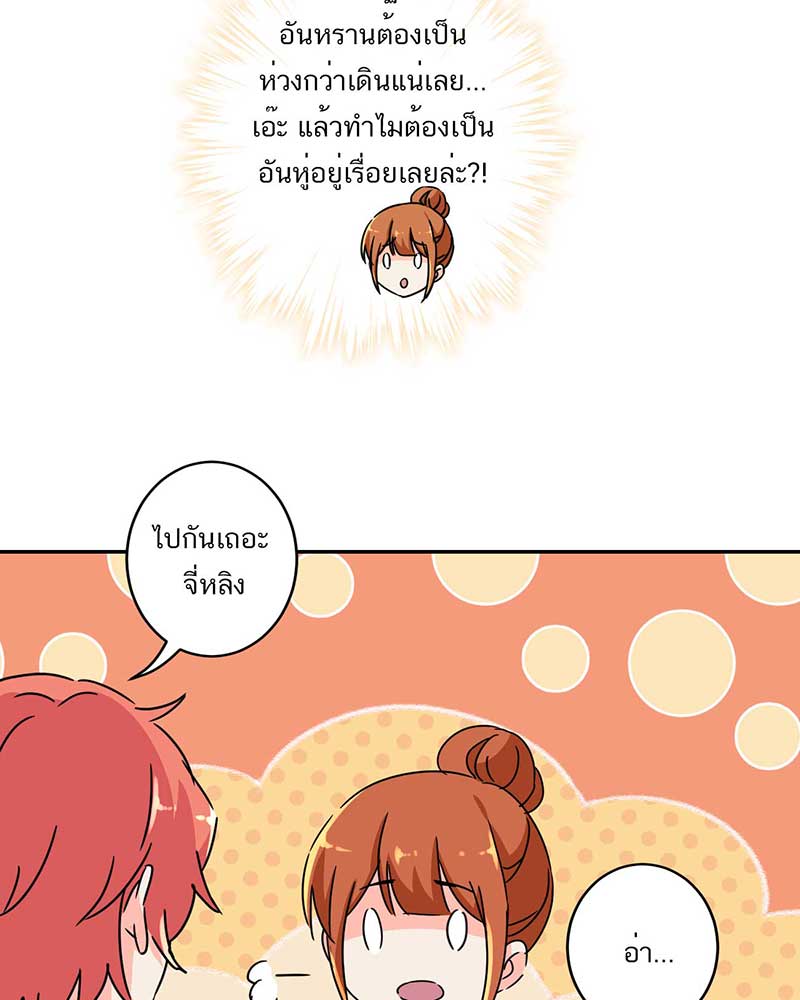 อันหรานต้องเป็น
ห่วงกว่าเดินแน่เลย...
เอ๊ะ แล้วทำไมต้องเป็น
อันหู่อยู่เรื่อยเลยล่ะ?!
ไปกันเถอะ
จี่หลิง
อ่า...